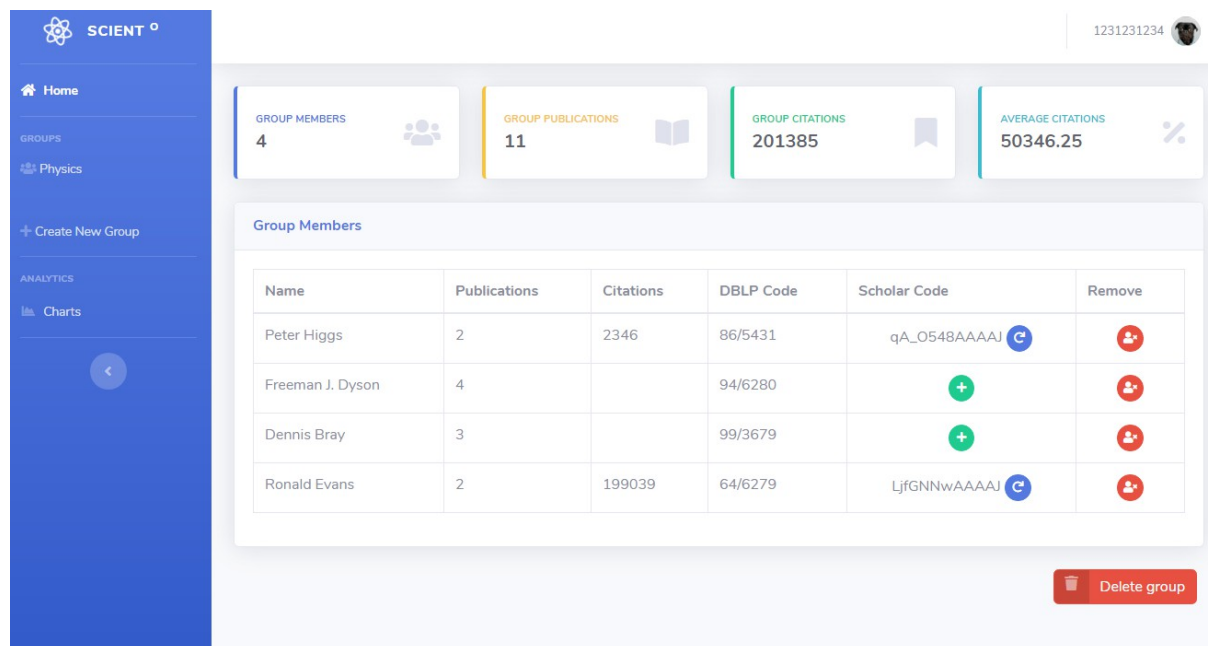 SCIENT O
1231231234
Home
GROUPS
Physics
Create New Group
ANALYTICS
Charts
GROUP MEMBERS
4
GROUP PUBLICATIONS
11
GROUP CITATIONS
201385
AVERAGE CITATIONS
50346.25
Group Members
Name Publications Citations DBLP Code Scholar Code Remove
Peter Higgs 2 2346 86/5431 qA_O548AAAAJ
Freeman J. Dyson 4 94/6280
Dennis Bray 3 99/3679
Ronald Evans 2 199039 64/6279 LjfGNNwAAAAJ
Delete group